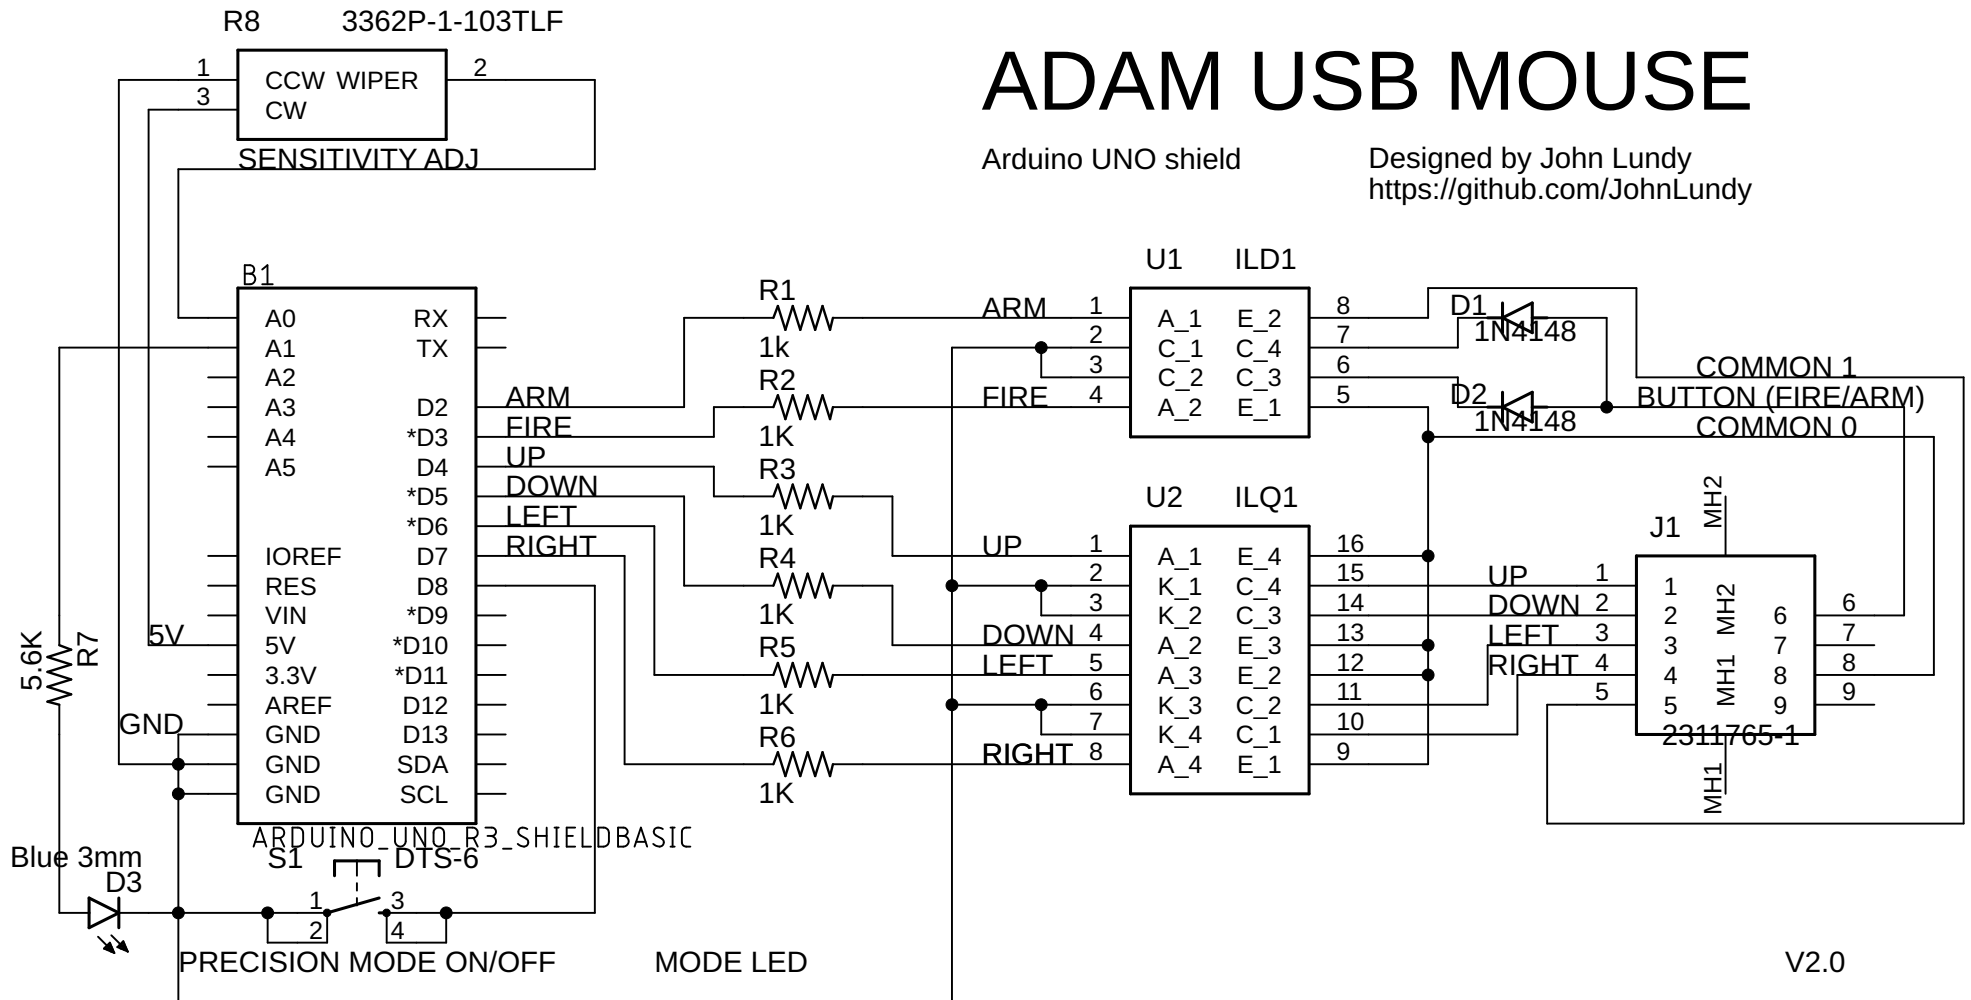 R8 3362P-1-103TLF
1 CCW WIPER 2
3 CW
SENSITIVITY ADJ
ADAM USB MOUSE
Arduino UNO shield
Designed by John Lundy
https://github.com/JohnLundy
B1
A0 RX
A1 TX
A2
A3 D2 ARM
A4 *D3 FIRE
A5 D4 UP
*D5 DOWN
*D6 LEFT
IOREF D7 RIGHT
RES D8
VIN *D9
5V 5V *D10
3.3V *D11
AREF D12
GND GND D13
GND SDA
GND SCL
ARDUINO_UNO_R3_SHIELDBASIC
5.6K
R7
Blue 3mm
D3
S1 DTS-6
1 3
2 4
PRECISION MODE ON/OFF
MODE LED
R1
1k
R2
1K
R3
1K
R4
1K
R5
1K
R6
1K
U1 ILD1
ARM 1 A_1 E_2 8
2 C_1 C_4 7
3 C_2 C_3 6
FIRE 4 A_2 E_1 5
D1
1N4148
D2
1N4148
COMMON 1
BUTTON (FIRE/ARM)
COMMON 0
U2 ILQ1
UP 1 A_1 E_4 16
2 K_1 C_4 15
3 K_2 C_3 14
DOWN 4 A_2 E_3 13
LEFT 5 A_3 E_2 12
6 K_3 C_2 11
7 K_4 C_1 10
RIGHT 8 A_4 E_1 9
J1
MH2
UP 1 1
DOWN 2 2 6 6
LEFT 3 3 7 7
RIGHT 4 4 8 8
5 5 9 9
MH2
MH1
2311765-1
MH1
V2.0